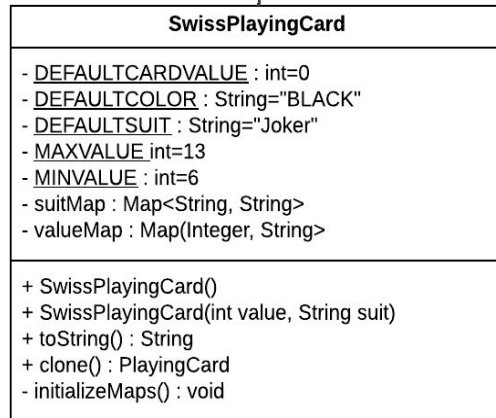 SwissPlayingCard
- DEFAULTCARDVALUE : int=0
- DEFAULTCOLOR : String="BLACK"
- DEFAULTSUIT : String="Joker"
- MAXVALUE int=13
- MINVALUE : int=6
- suitMap : Map<String, String>
- valueMap : Map(Integer, String>
+ SwissPlayingCard()
+ SwissPlayingCard(int value, String suit)
+ toString() : String
+ clone() : PlayingCard
- initializeMaps() : void